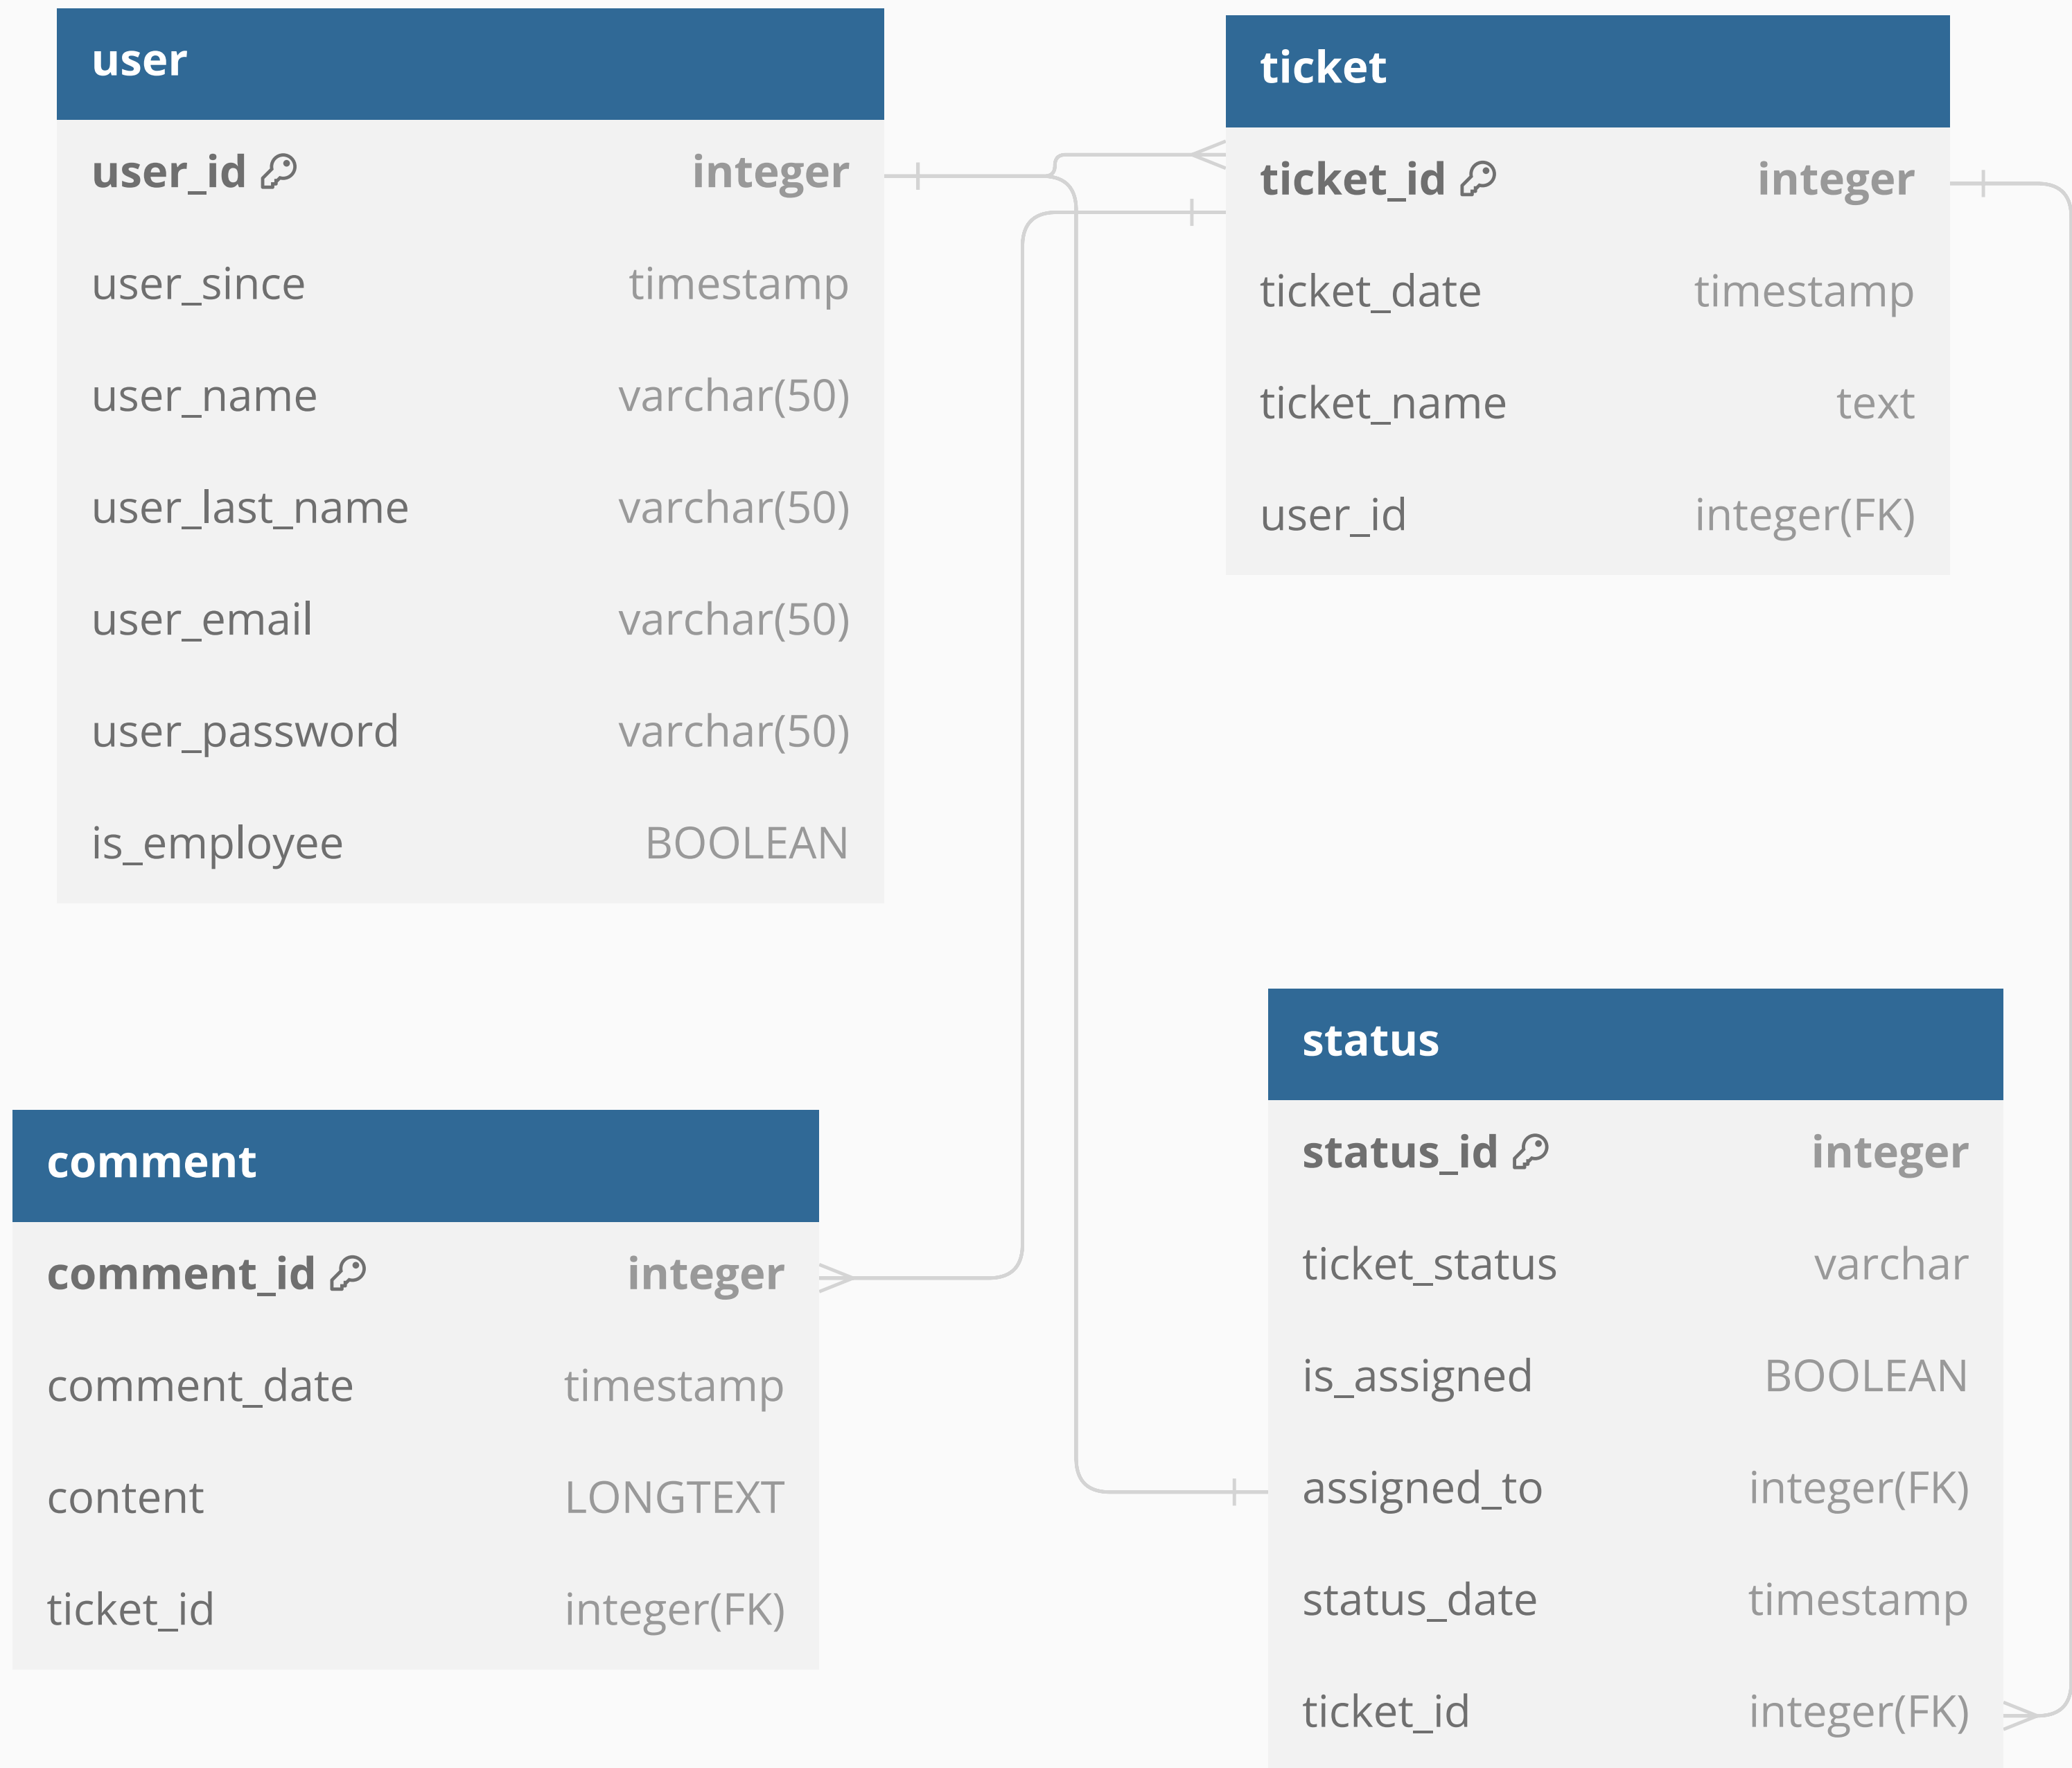 user
user_id integer
user_since timestamp
user_name varchar(50)
user_last_name varchar(50)
user_email varchar(50)
user_password varchar(50)
is_employee BOOLEAN
ticket
ticket_id integer
ticket_date timestamp
ticket_name text
user_id integer(FK)
comment
comment_id integer
comment_date timestamp
content LONGTEXT
ticket_id integer(FK)
status
status_id integer
ticket_status varchar
is_assigned BOOLEAN
assigned_to integer(FK)
status_date timestamp
ticket_id integer(FK)